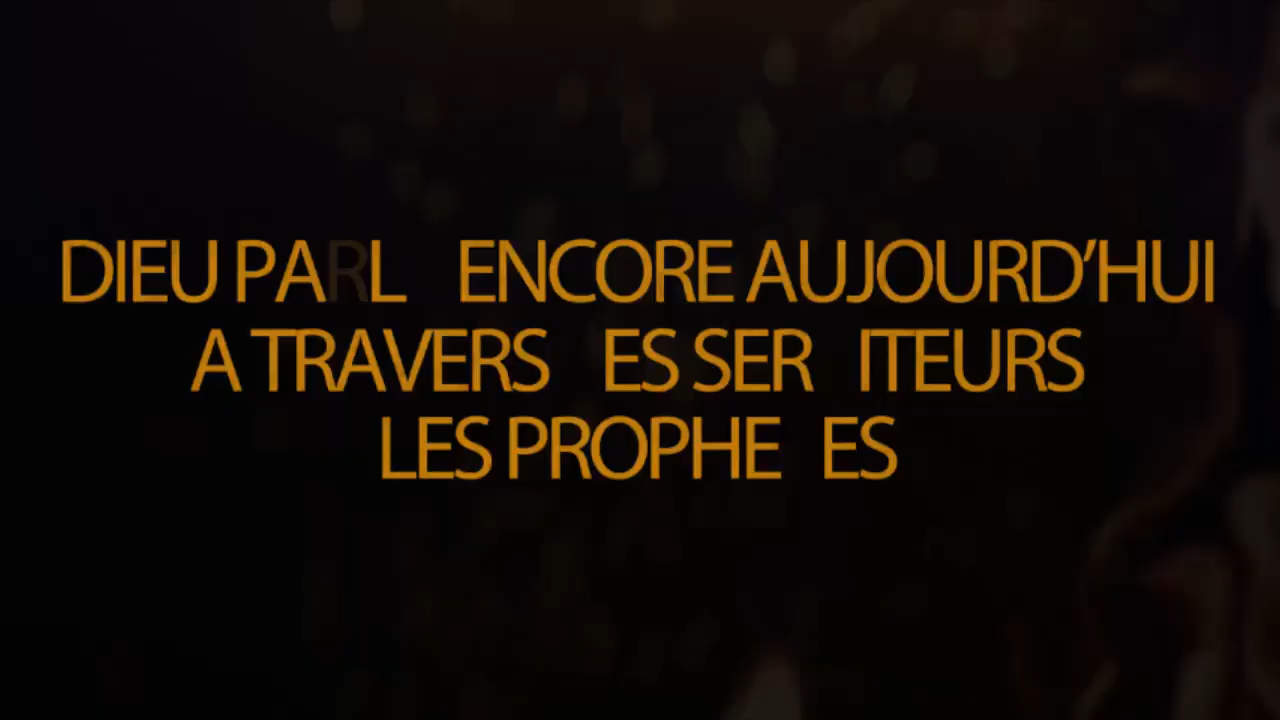 DIEU PARL ENCORE AUJOURD'HUI
A TRAVERS ES SER ITEURS
LES PROPHE ES